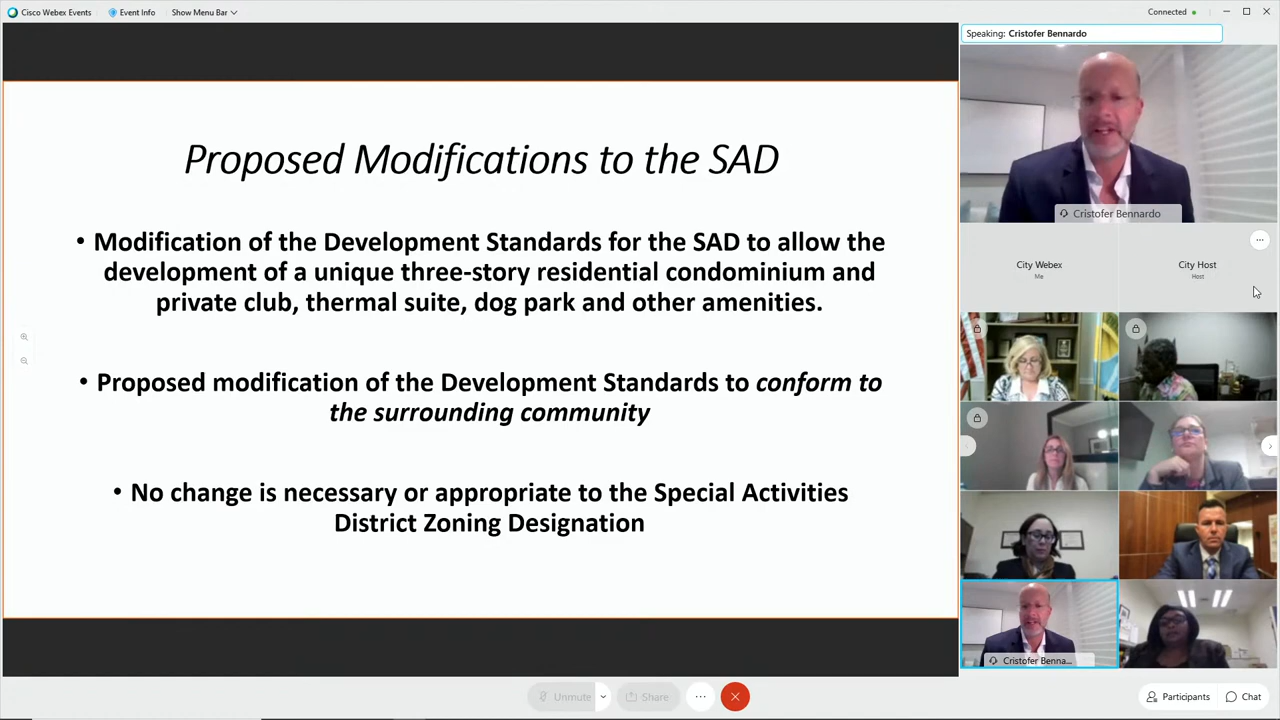 Cisco Webex Events
Event Info
Show Menu Bar
Connected
Speaking: Cristofer Bennardo
Proposed Modifications to the SAD
• Modification of the Development Standards for the SAD to allow the
development of a unique three-story residential condominium and
private club, thermal suite, dog park and other amenities.
• Proposed modification of the Development Standards to conform to
the surrounding community
• No change is necessary or appropriate to the Special Activities
District Zoning Designation
Cristofer Bennardo
City Webex
Me
City Host
Host
Cristofer Benna...
Unmute
Share
Participants
Chat